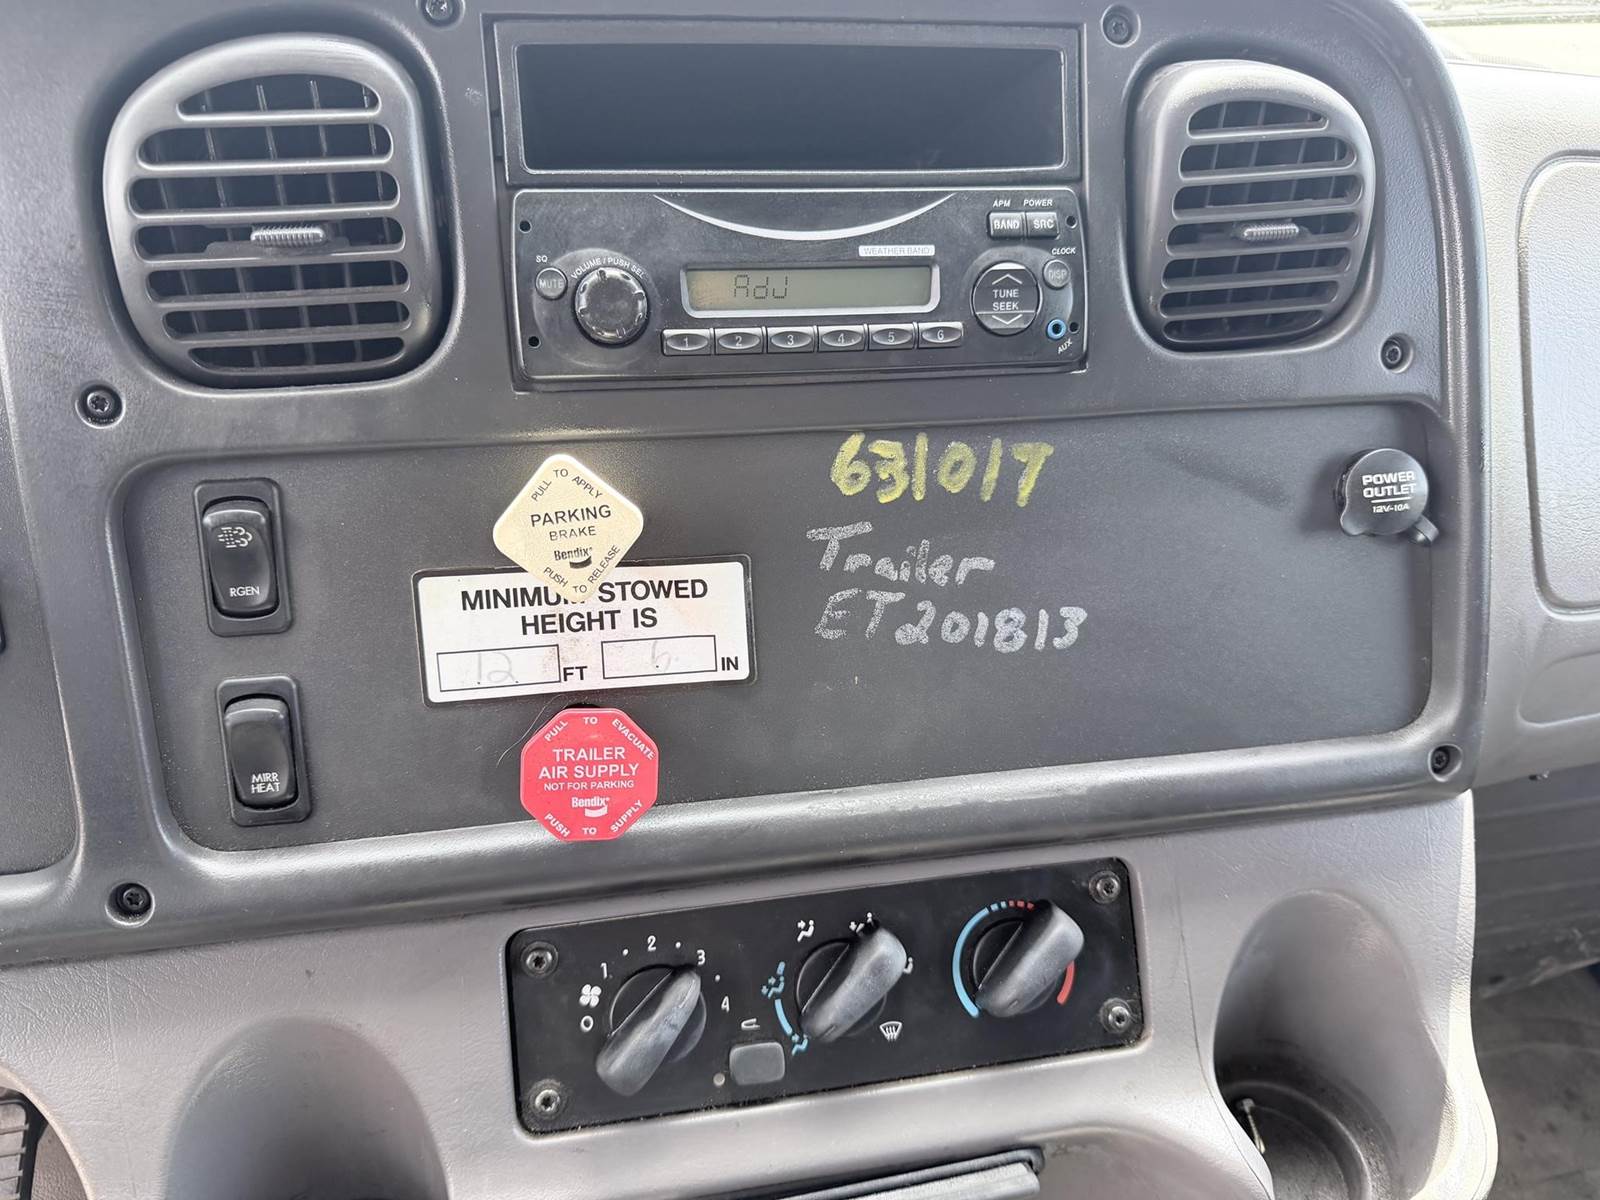 APM POWER
BAND SRC
WEATHER BAND
CLOCK
DISP
SQ
MUTE
VOLUME / PUSH SEL
AdJ
TUNE
SEEK
AUX
1 2 3 4 5 6
631017
Trailer
ET201813
POWER
OUTLET
12V-10A
RGEN
MIRR
HEAT
PULL TO APPLY
PARKING
BRAKE
Bendix
PUSH TO RELEASE
MINIMUM STOWED
HEIGHT IS
12 FT 6 IN
PULL TO EVACUATE
TRAILER
AIR SUPPLY
NOT FOR PARKING
Bendix
PUSH TO SUPPLY
0 1 2 3 4